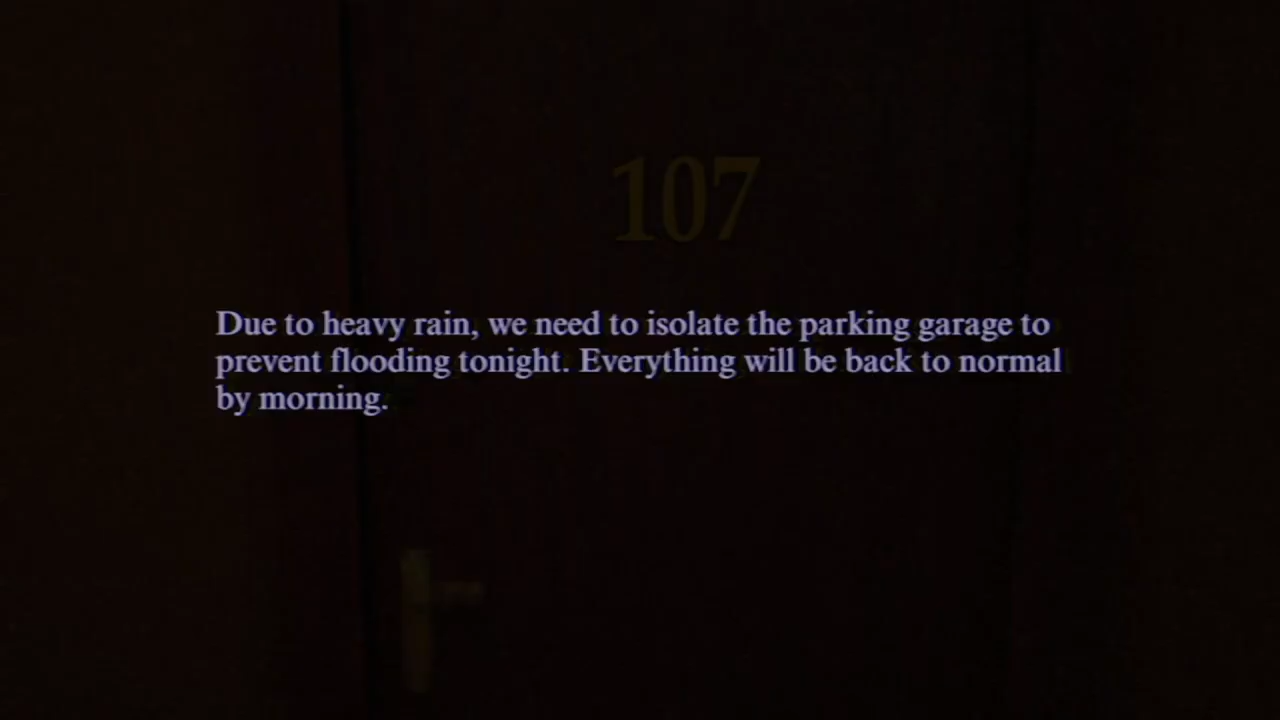 107
Due to heavy rain, we need to isolate the parking garage to
prevent flooding tonight. Everything will be back to normal
by morning.